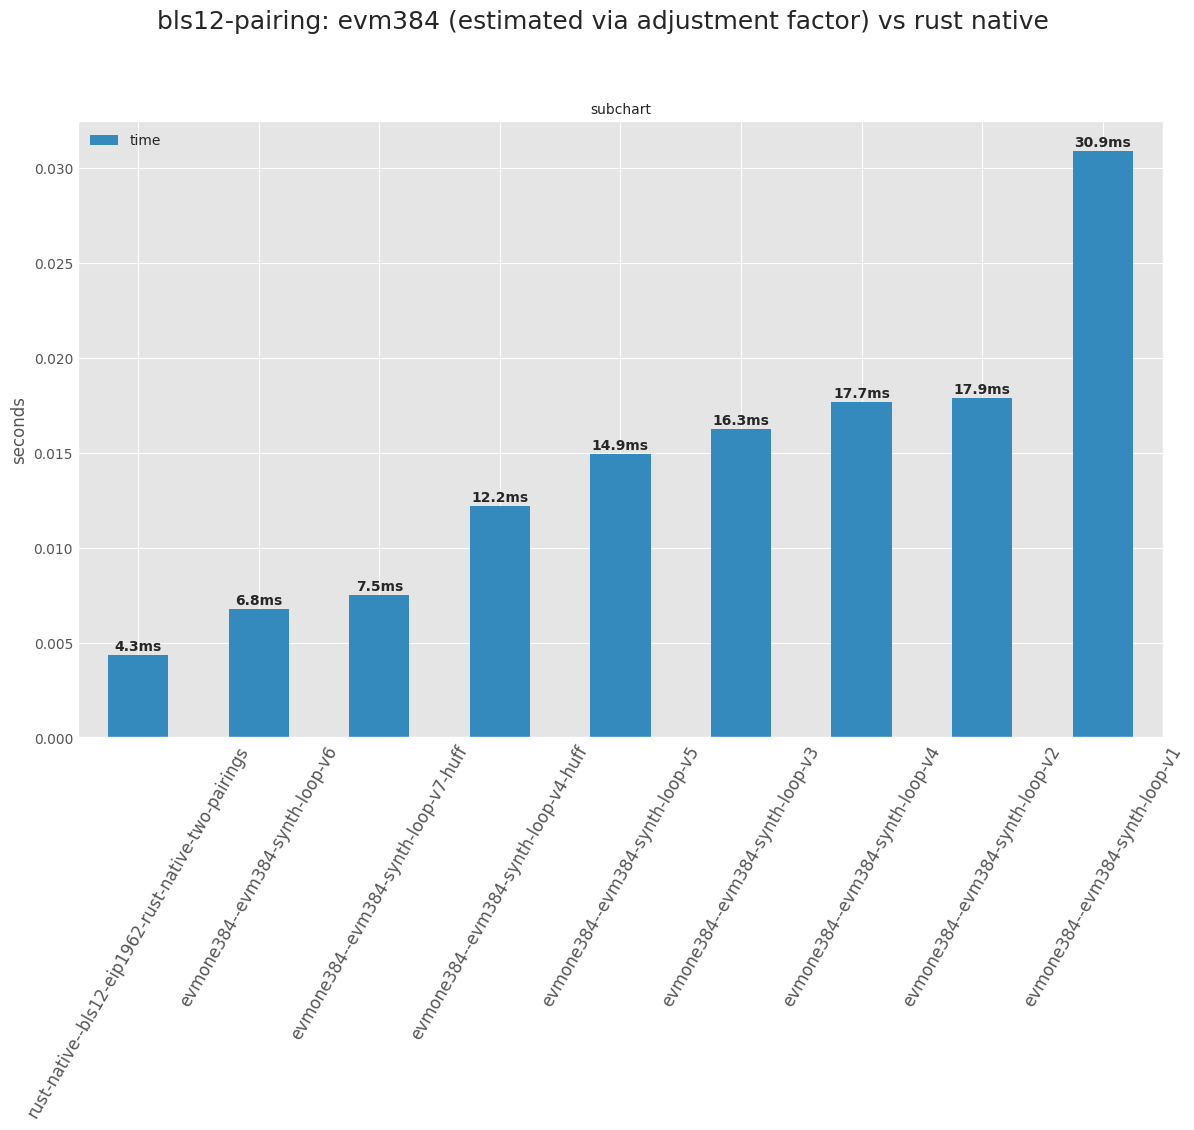 bls12-pairing: evm384 (estimated via adjustment factor) vs rust native
subchart
time
seconds
0.030
0.025
0.020
0.015
0.010
0.005
0.000
4.3ms
6.8ms
7.5ms
12.2ms
14.9ms
16.3ms
17.7ms
17.9ms
30.9ms
rust-native--bls12-eip1962-rust-native-two-pairings
evmone384--evm384-synth-loop-v6
evmone384--evm384-synth-loop-v7-huff
evmone384--evm384-synth-loop-v4-huff
evmone384--evm384-synth-loop-v5
evmone384--evm384-synth-loop-v3
evmone384--evm384-synth-loop-v4
evmone384--evm384-synth-loop-v2
evmone384--evm384-synth-loop-v1